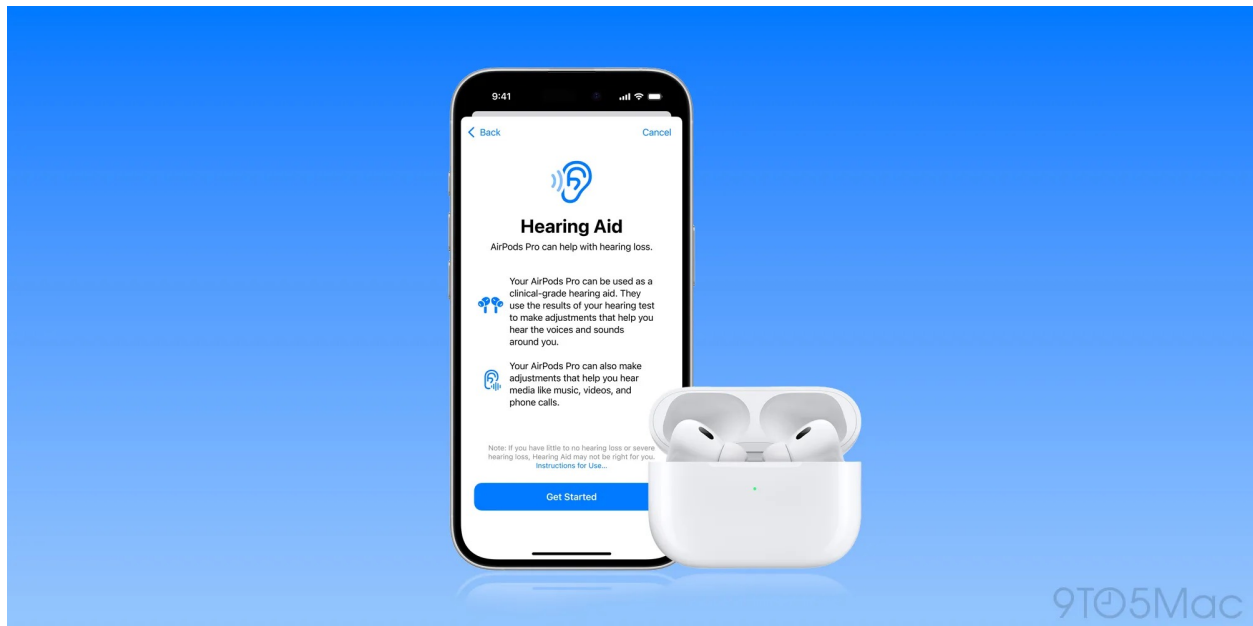 9:41
Back
Cancel
Hearing Aid
AirPods Pro can help with hearing loss.
Your AirPods Pro can be used as a
clinical-grade hearing aid. They
use the results of your hearing test
to make adjustments that help you
hear the voices and sounds
around you.
Your AirPods Pro can also make
adjustments that help you hear
media like music, videos, and
phone calls.
Note: If you have little to no hearing loss or severe
hearing loss, Hearing Aid may not be right for you.
Instructions for Use...
Get Started
9TO5Mac